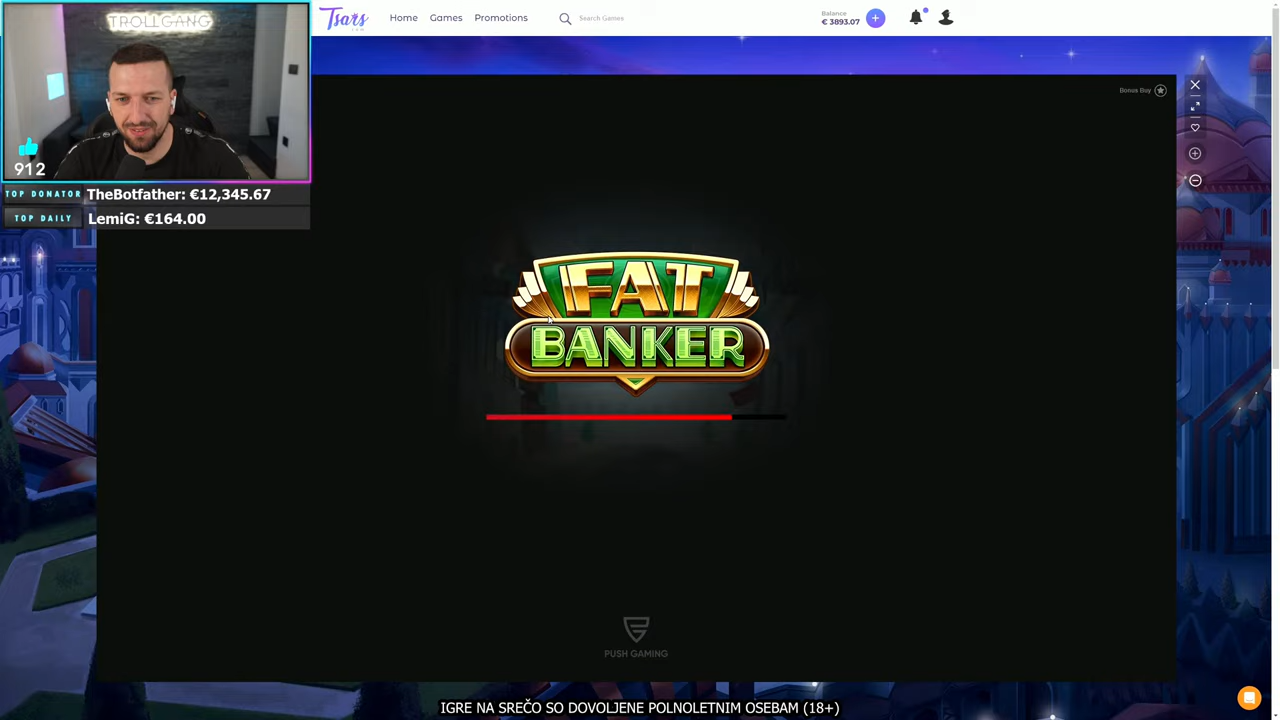 TROLLGANG
912
TOP DONATOR TheBotfather: €12,345.67
TOP DAILY LemiG: €164.00
Tsars
Home Games Promotions Search Games
Balance
€ 3893.07
Bonus Buy
FAT
BANKER
PUSH GAMING
IGRE NA SREČO SO DOVOLJENE POLNOLETNIM OSEBAM (18+)